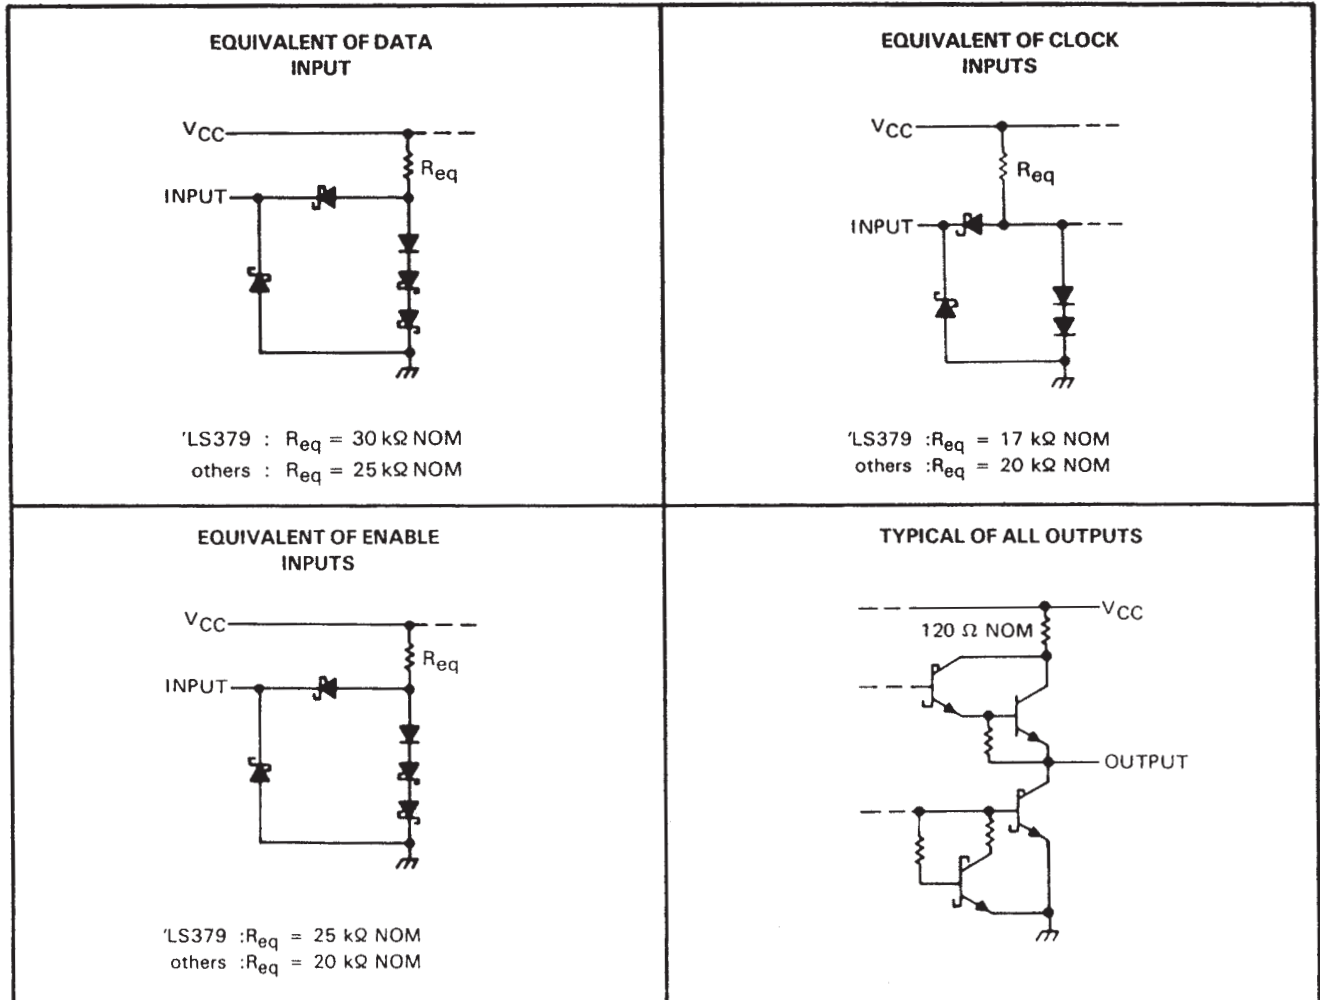 EQUIVALENT OF DATA
INPUT
VCC
Req
INPUT
'LS379 : Req = 30 kΩ NOM
others : Req = 25 kΩ NOM
EQUIVALENT OF CLOCK
INPUTS
VCC
Req
INPUT
'LS379 :Req = 17 kΩ NOM
others :Req = 20 kΩ NOM
EQUIVALENT OF ENABLE
INPUTS
VCC
Req
INPUT
'LS379 :Req = 25 kΩ NOM
others :Req = 20 kΩ NOM
TYPICAL OF ALL OUTPUTS
VCC
120 Ω NOM
OUTPUT